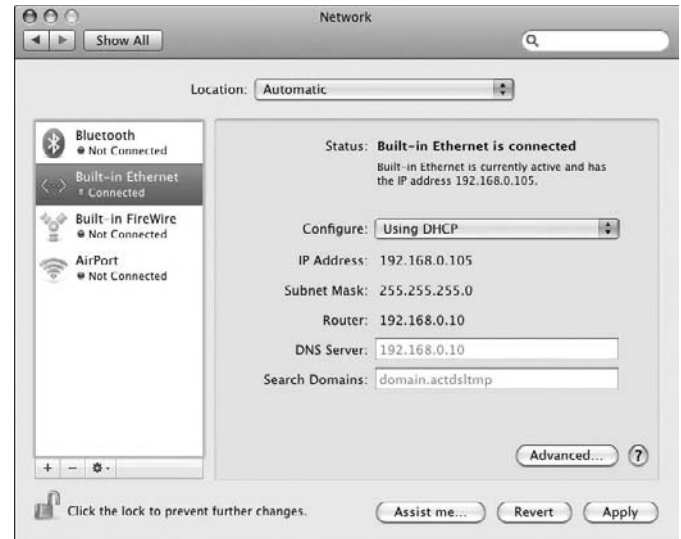 Network
Show All
Location: Automatic
Bluetooth
Not Connected
Built-in Ethernet
Connected
Built-in FireWire
Not Connected
AirPort
Not Connected
Status: Built-in Ethernet is connected
Built-in Ethernet is currently active and has
the IP address 192.168.0.105.
Configure: Using DHCP
IP Address: 192.168.0.105
Subnet Mask: 255.255.255.0
Router: 192.168.0.10
DNS Server: 192.168.0.10
Search Domains: domain.actdsltmp
Advanced... ?
+ −
Click the lock to prevent further changes.
Assist me... Revert Apply